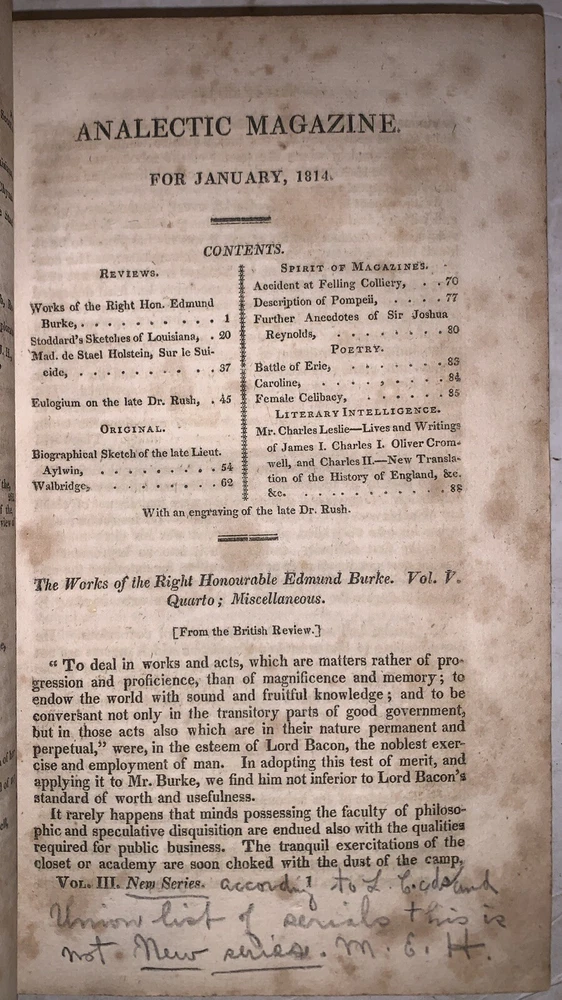 ANALECTIC MAGAZINE.
FOR JANUARY, 1814.
CONTENTS.
REVIEWS.
Works of the Right Hon. Edmund
Burke, . . . . . . . . . . 1
Stoddard's Sketches of Louisiana, . 20
Mad. de Stael Holstein, Sur le Sui-
cide, . . . . . . . . . . 37
Eulogium on the late Dr. Rush, . 45
ORIGINAL.
Biographical Sketch of the late Lieut.
Aylwin, . . . . . . . . . 54
Walbridge, . . . . . . . . 62
SPIRIT OF MAGAZINES.
Accident at Felling Colliery, . . 70
Description of Pompeii, . . . . 77
Further Anecdotes of Sir Joshua
Reynolds, . . . . . . . . 80
POETRY.
Battle of Erie, . . . . . . . 83
Caroline, . . . . . . . . . 84
Female Celibacy, . . . . . . 85
LITERARY INTELLIGENCE.
Mr. Charles Leslie—Lives and Writings
of James I. Charles I. Oliver Crom-
well, and Charles II.—New Transla-
tion of the History of England, &c.
&c. . . . . . . . . . . . 88
With an engraving of the late Dr. Rush.
The Works of the Right Honourable Edmund Burke. Vol. V.
Quarto; Miscellaneous.
[From the British Review.]
"To deal in works and acts, which are matters rather of pro-
gression and proficience, than of magnificence and memory; to
endow the world with sound and fruitful knowledge; and to be
conversant not only in the transitory parts of good government,
but in those acts also which are in their nature permanent and
perpetual," were, in the esteem of Lord Bacon, the noblest exer-
cise and employment of man. In adopting this test of merit, and
applying it to Mr. Burke, we find him not inferior to Lord Bacon's
standard of worth and usefulness.
It rarely happens that minds possessing the faculty of philoso-
phic and speculative disquisition are endued also with the qualities
required for public business. The tranquil exercitations of the
closet or academy are soon choked with the dust of the camp,
VOL. III. New Series. 1
according to L. C. cds and
Union list of serials this is
not New series. M. E. H.